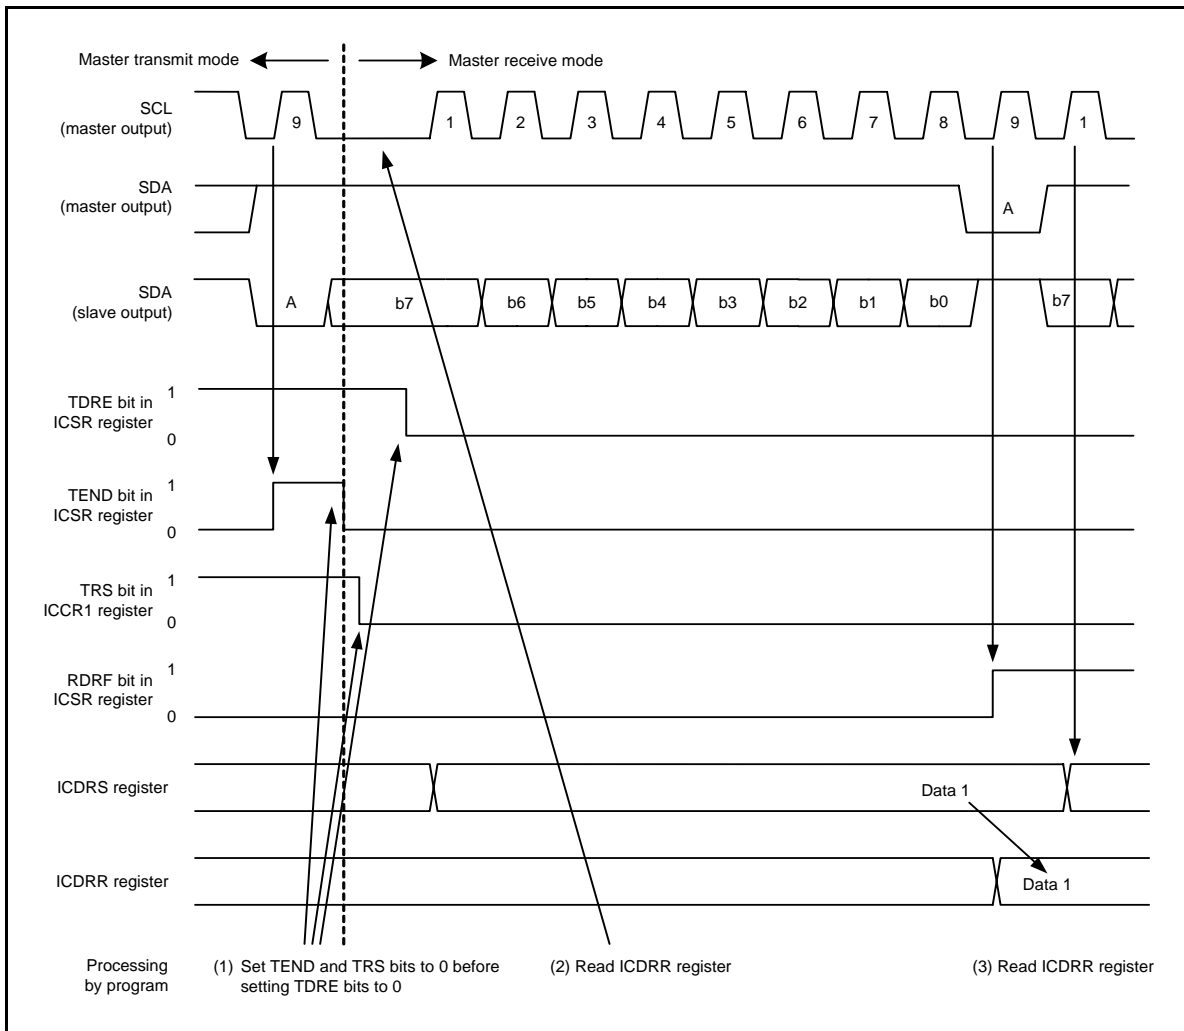 Master transmit mode
Master receive mode
SCL
(master output)
9 1 2 3 4 5 6 7 8 9 1
SDA
(master output)
A
SDA
(slave output)
A b7 b6 b5 b4 b3 b2 b1 b0 b7
TDRE bit in
ICSR register
1
0
TEND bit in
ICSR register
1
0
TRS bit in
ICCR1 register
1
0
RDRF bit in
ICSR register
1
0
ICDRS register
Data 1
ICDRR register
Data 1
Processing
by program
(1) Set TEND and TRS bits to 0 before
setting TDRE bits to 0
(2) Read ICDRR register
(3) Read ICDRR register